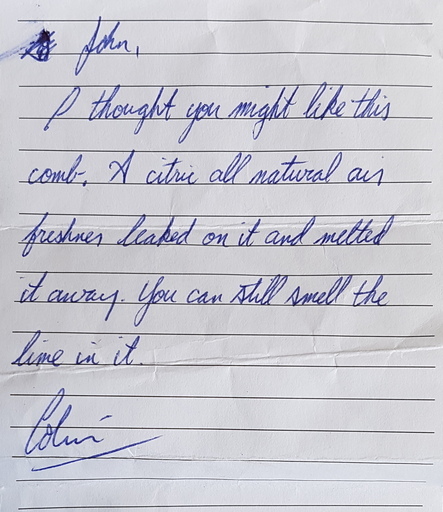 John,
I thought you might like this
comb. A citric all natural air
freshner leaked on it and melted
it away. You can still smell the
lime in it.
Colin